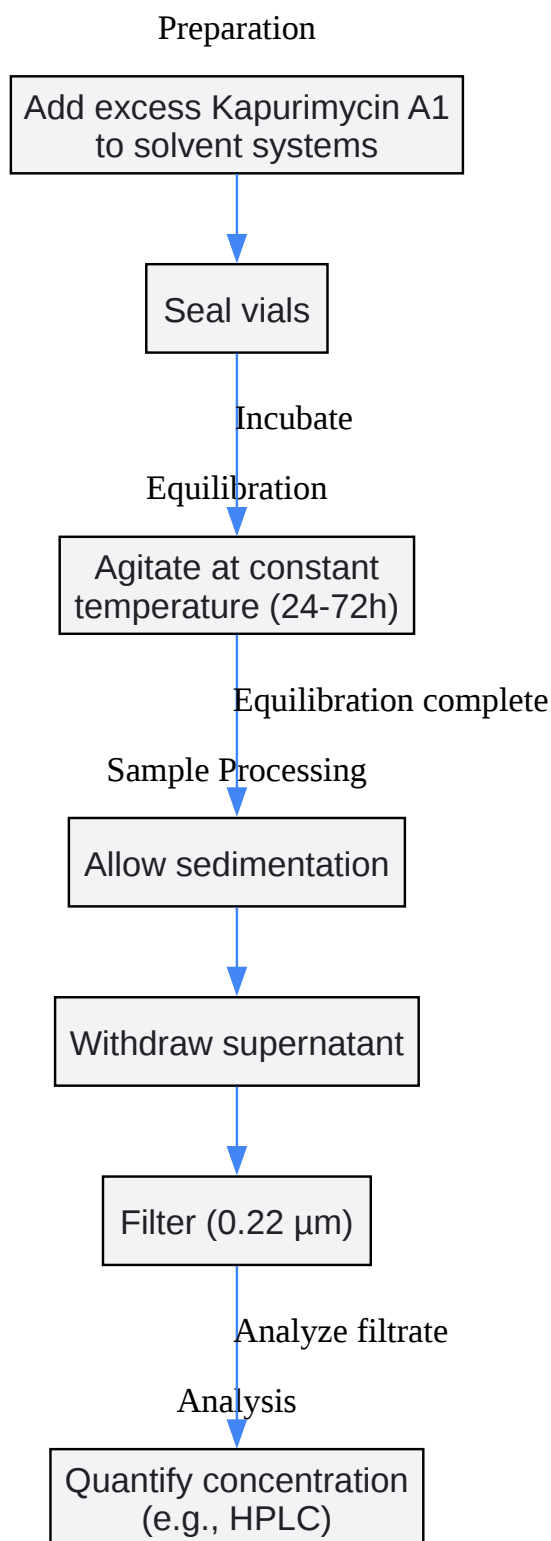 Preparation
Add excess Kapurimycin A1
to solvent systems
Seal vials
Incubate
Equilibration
Agitate at constant
temperature (24-72h)
Equilibration complete
Sample Processing
Allow sedimentation
Withdraw supernatant
Filter (0.22 µm)
Analyze filtrate
Analysis
Quantify concentration
(e.g., HPLC)